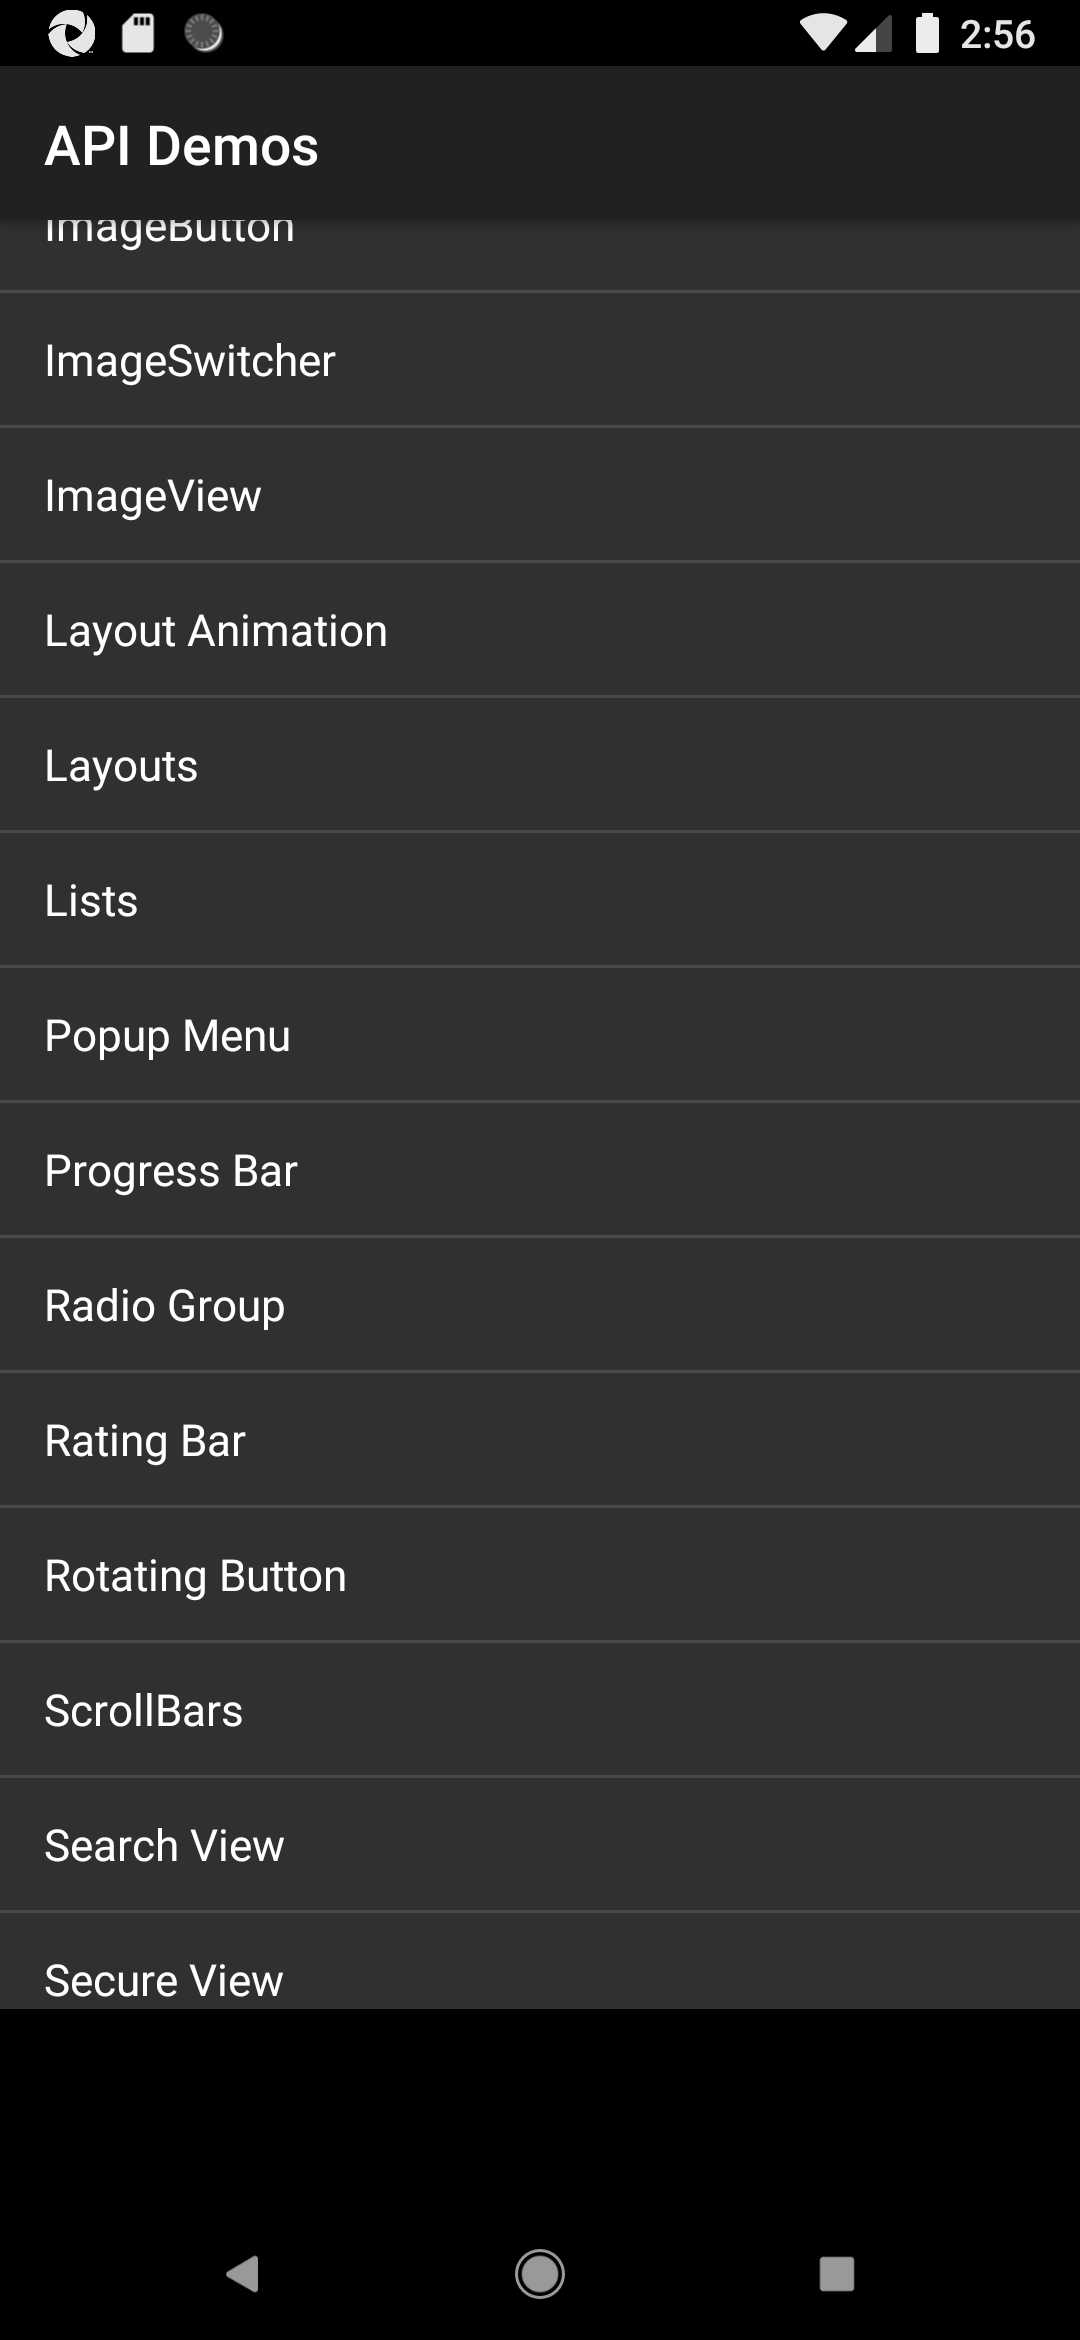 2:56
API Demos
ImageButton
ImageSwitcher
ImageView
Layout Animation
Layouts
Lists
Popup Menu
Progress Bar
Radio Group
Rating Bar
Rotating Button
ScrollBars
Search View
Secure View